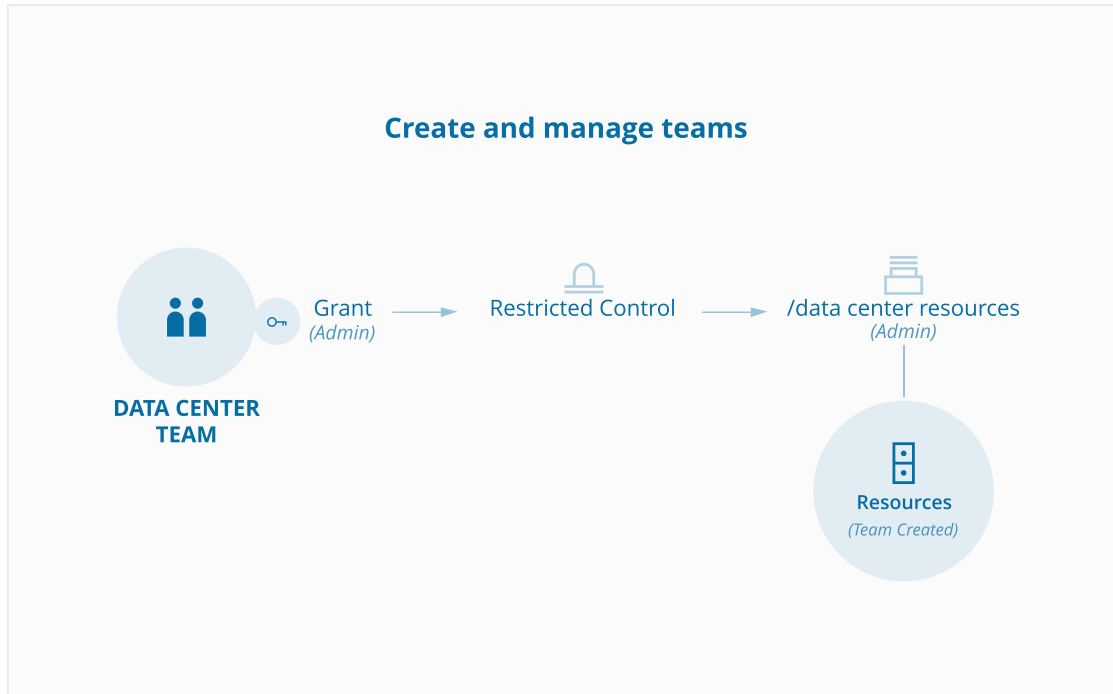 Create and manage teams
Grant
(Admin)
Restricted Control
/data center resources
(Admin)
DATA CENTER
TEAM
Resources
(Team Created)